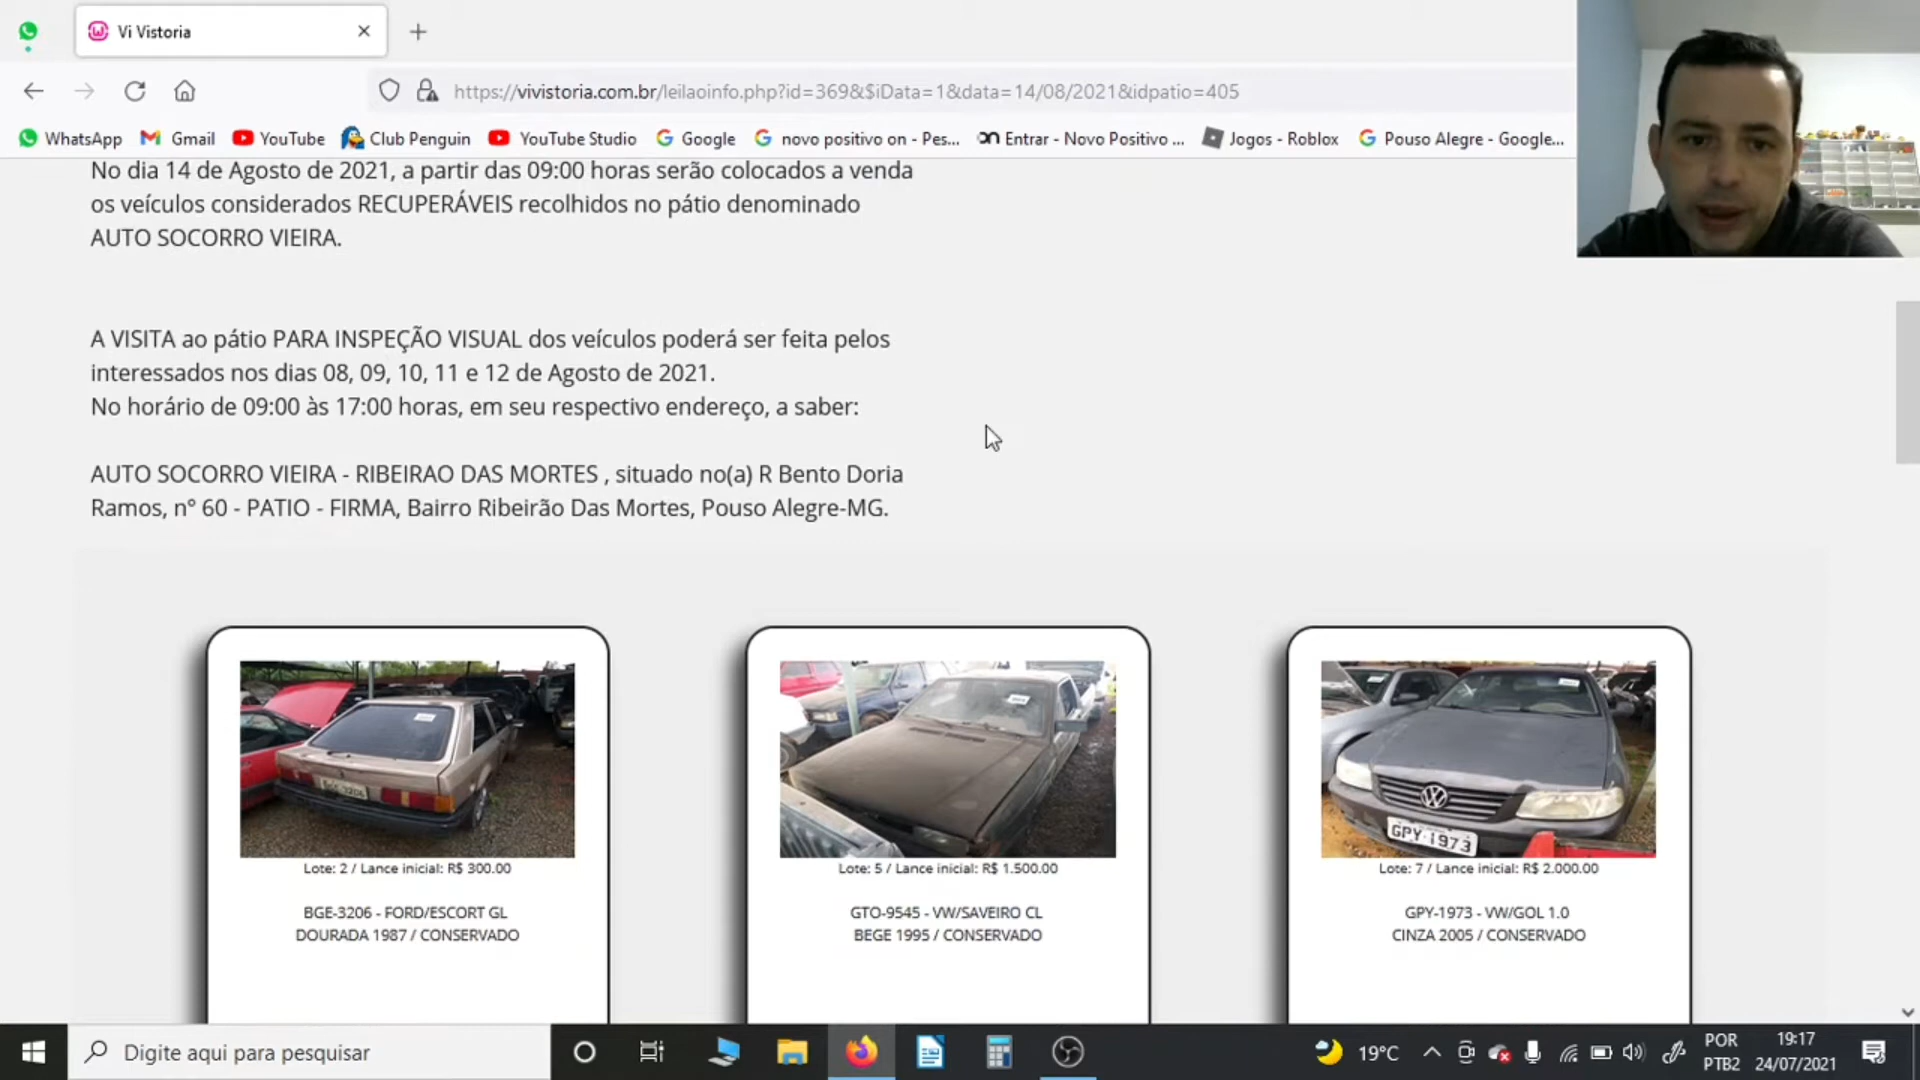 Vi Vistoria
https://vivistoria.com.br/leilaoinfo.php?id=369&$iData=1&data=14/08/2021&idpatio=405
WhatsApp Gmail YouTube Club Penguin YouTube Studio Google novo positivo on - Pes... Entrar - Novo Positivo ... Jogos - Roblox Pouso Alegre - Google...
No dia 14 de Agosto de 2021, a partir das 09:00 horas serão colocados a venda
os veículos considerados RECUPERÁVEIS recolhidos no pátio denominado
AUTO SOCORRO VIEIRA.
A VISITA ao pátio PARA INSPEÇÃO VISUAL dos veículos poderá ser feita pelos
interessados nos dias 08, 09, 10, 11 e 12 de Agosto de 2021.
No horário de 09:00 às 17:00 horas, em seu respectivo endereço, a saber:
AUTO SOCORRO VIEIRA - RIBEIRAO DAS MORTES , situado no(a) R Bento Doria
Ramos, nº 60 - PATIO - FIRMA, Bairro Ribeirão Das Mortes, Pouso Alegre-MG.
GPY 1973
Lote: 2 / Lance inicial: R$ 300.00
BGE-3206 - FORD/ESCORT GL
DOURADA 1987 / CONSERVADO
Lote: 5 / Lance inicial: R$ 1.500.00
GTO-9545 - VW/SAVEIRO CL
BEGE 1995 / CONSERVADO
Lote: 7 / Lance inicial: R$ 2.000.00
GPY-1973 - VW/GOL 1.0
CINZA 2005 / CONSERVADO
Digite aqui para pesquisar
19°C
POR
PTB2
19:17
24/07/2021